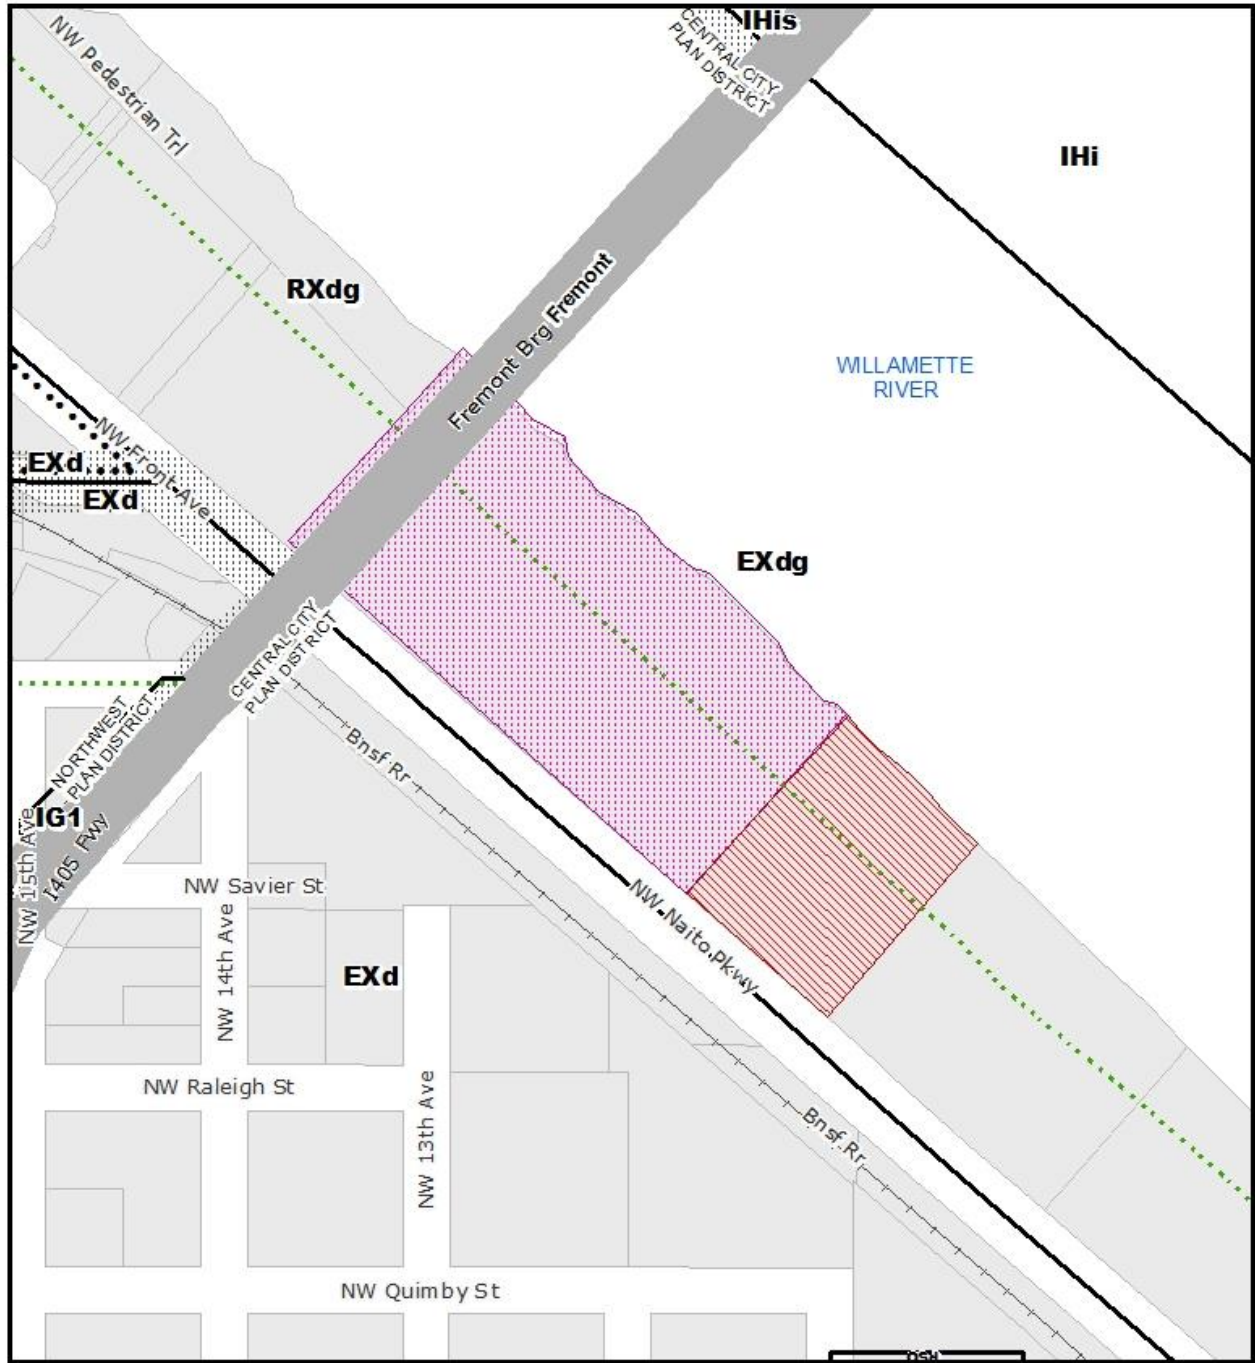 IHis
CENTRAL CITY
PLAN DISTRICT
NW Pedestrian Trl
IHi
RXdg
Fremont Brg Fremont
WILLAMETTE
RIVER
NW Front Ave
EXd
EXd
EXdg
CENTRAL CITY
PLAN DISTRICT
NORTHWEST
PLAN DISTRICT
Bnsf Rr
IG1
NW 15th Ave
I405 Fwy
NW Savier St
NW 14th Ave
EXd
NW Naito Pkwy
NW Raleigh St
NW 13th Ave
Bnsf Rr
NW Quimby St